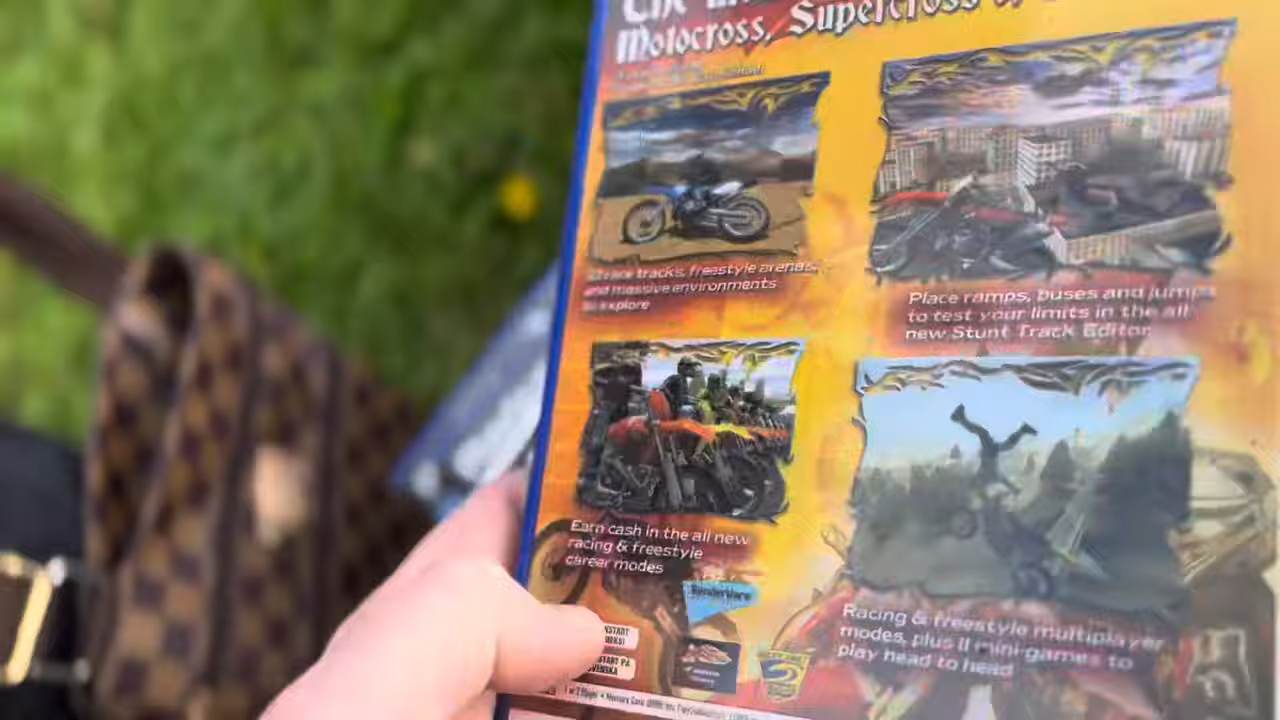 Motocross, Supercross
tracks, freestyle arenas,
and massive environments
to explore
Place ramps, buses and jumps
to test your limits in the all
new Stunt Track Editor
Earn cash in the all new
racing & freestyle
career modes
RenderWare
Racing & freestyle multiplayer
modes, plus 11 mini-games to
play head to head